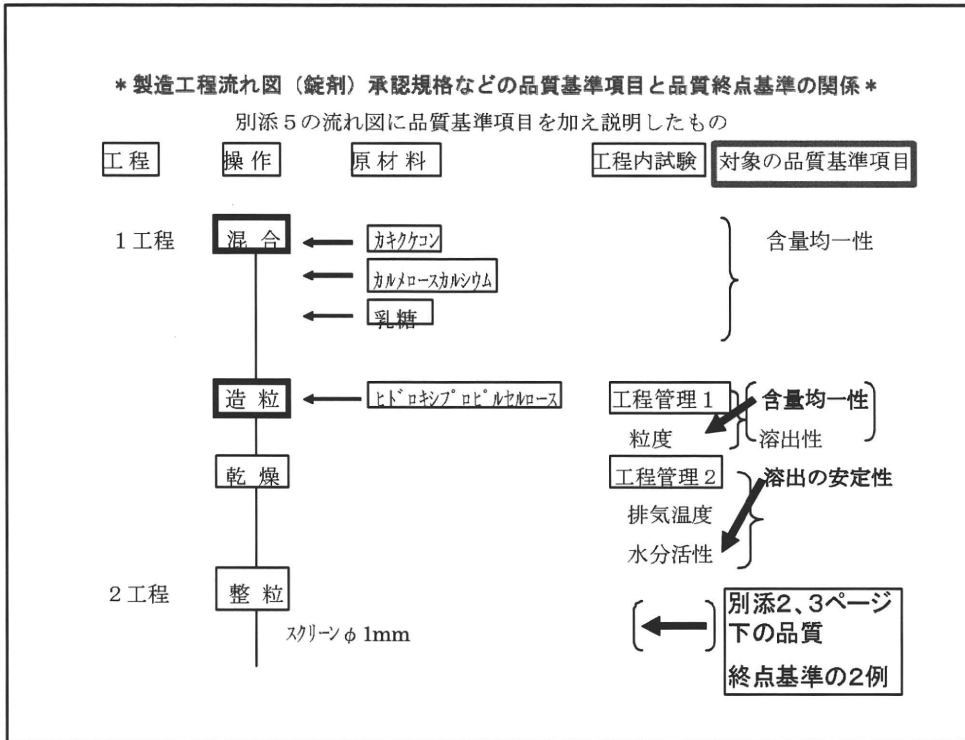 ＊製造工程流れ図（錠剤）承認規格などの品質基準項目と品質終点基準の関係＊
別添５の流れ図に品質基準項目を加え説明したもの
工程 操作 原材料 工程内試験 対象の品質基準項目
１工程 混合 ｶｷｸｹｺﾝ 含量均一性
ｶﾙﾒﾛｰｽｶﾙｼｳﾑ
乳糖
造粒 ﾋﾄﾞﾛｷｼﾌﾟﾛﾋﾟﾙｾﾙﾛｰｽ 工程管理１ 含量均一性
粒度 溶出性
乾燥 工程管理２ 溶出の安定性
排気温度
水分活性
２工程 整粒
ｽｸﾘｰﾝφ 1mm
別添２、３ページ
下の品質
終点基準の２例